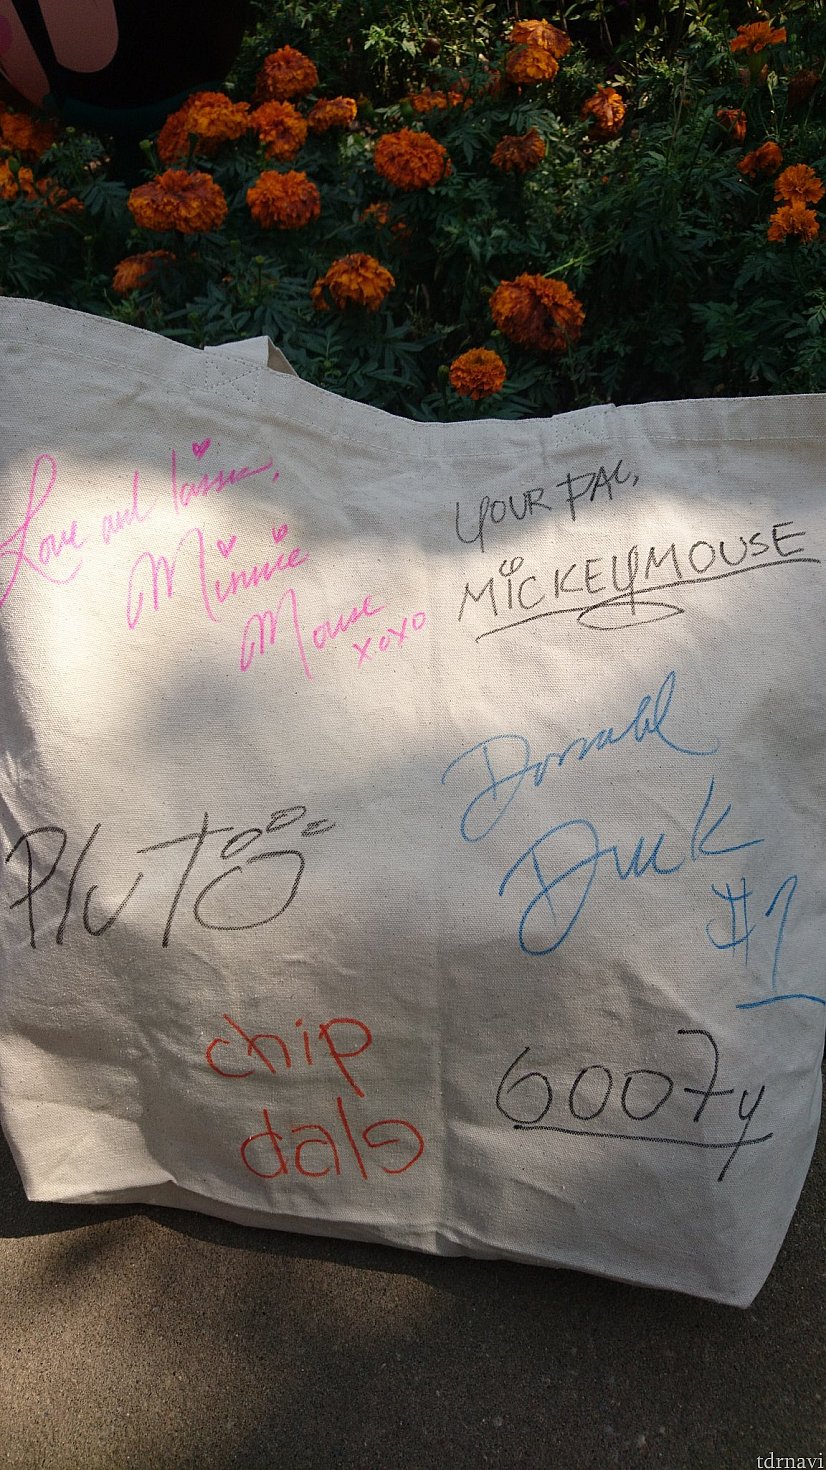 Love and kisses,
Minnie
Mouse
xoxo
YOUR PAL,
MICKEY MOUSE
Donald
Duck
#1
Pluto
chip
dale
Goofy
tdrnavi